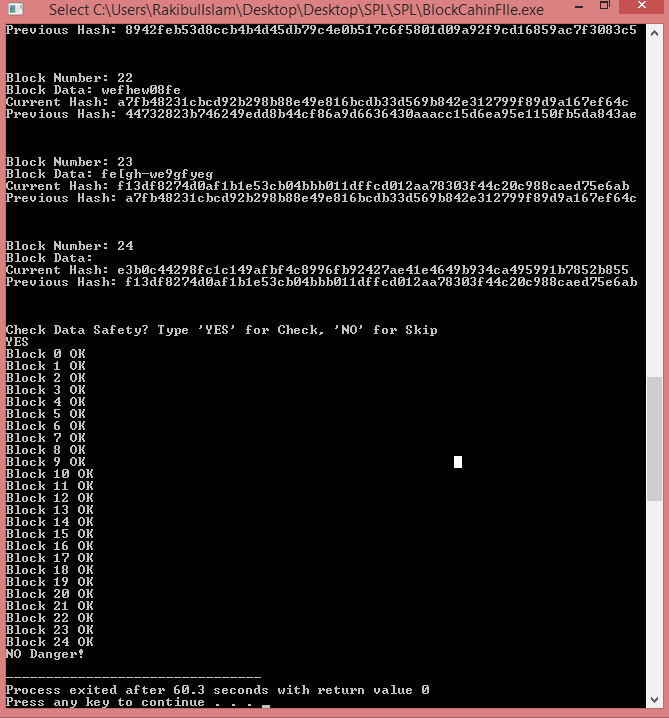 Select C:\Users\RakibulIslam\Desktop\Desktop\SPL\SPL\BlockCahinFIle.exe
Previous Hash: 8942feb53d8ccb4b4d45db79c4e0b517c6f5801d09a92f9cd16859ac7f3083c5
Block Number: 22
Block Data: wefhew08fe
Current Hash: a7fb48231cbcd92b298b88e49e816bcdb33d569b842e312799f89d9a167ef64c
Previous Hash: 44732823b746249edd8b44cf86a9d6636430aaacc15d6ea95e1150fb5da843ae
Block Number: 23
Block Data: fe[gh-we9gfyeg
Current Hash: f13df8274d0af1b1e53cb04bbb011dffcd012aa78303f44c20c988caed75e6ab
Previous Hash: a7fb48231cbcd92b298b88e49e816bcdb33d569b842e312799f89d9a167ef64c
Block Number: 24
Block Data:
Current Hash: e3b0c44298fc1c149afbf4c8996fb92427ae41e4649b934ca495991b7852b855
Previous Hash: f13df8274d0af1b1e53cb04bbb011dffcd012aa78303f44c20c988caed75e6ab
Check Data Safety? Type 'YES' for Check, 'NO' for Skip
YES
Block 0 OK
Block 1 OK
Block 2 OK
Block 3 OK
Block 4 OK
Block 5 OK
Block 6 OK
Block 7 OK
Block 8 OK
Block 9 OK
Block 10 OK
Block 11 OK
Block 12 OK
Block 13 OK
Block 14 OK
Block 15 OK
Block 16 OK
Block 17 OK
Block 18 OK
Block 19 OK
Block 20 OK
Block 21 OK
Block 22 OK
Block 23 OK
Block 24 OK
NO Danger!
--------------------------------
Process exited after 60.3 seconds with return value 0
Press any key to continue . . .